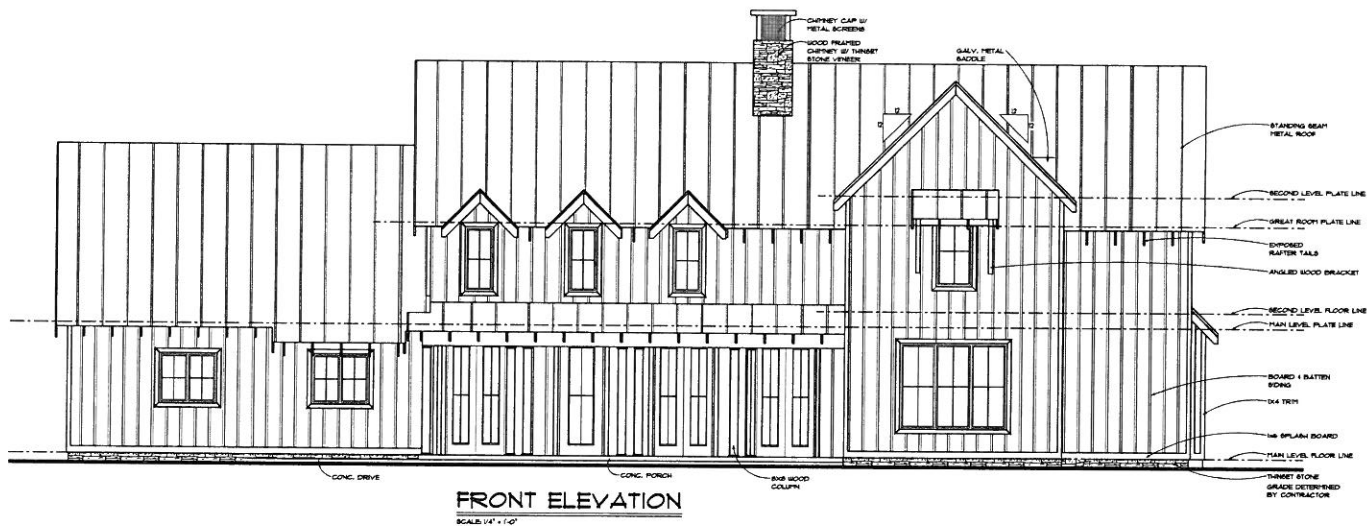 CHIMNEY CAP W/
METAL SCREENS
WOOD FRAMED
CHIMNEY W/ THINSET
STONE VENEER
GALV. METAL
SADDLE
12
12
12
12
STANDING SEAM
METAL ROOF
SECOND LEVEL PLATE LINE
GREAT ROOM PLATE LINE
EXPOSED
RAFTER TAILS
ANGLED WOOD BRACKET
SECOND LEVEL FLOOR LINE
MAIN LEVEL PLATE LINE
BOARD & BATTEN
SIDING
1X4 TRIM
1X6 SPLASH BOARD
MAIN LEVEL FLOOR LINE
THINSET STONE
GRADE DETERMINED
BY CONTRACTOR
CONC. DRIVE
CONC. PORCH
8X8 WOOD
COLUMN
FRONT ELEVATION
SCALE: 1/4" = 1'-0"